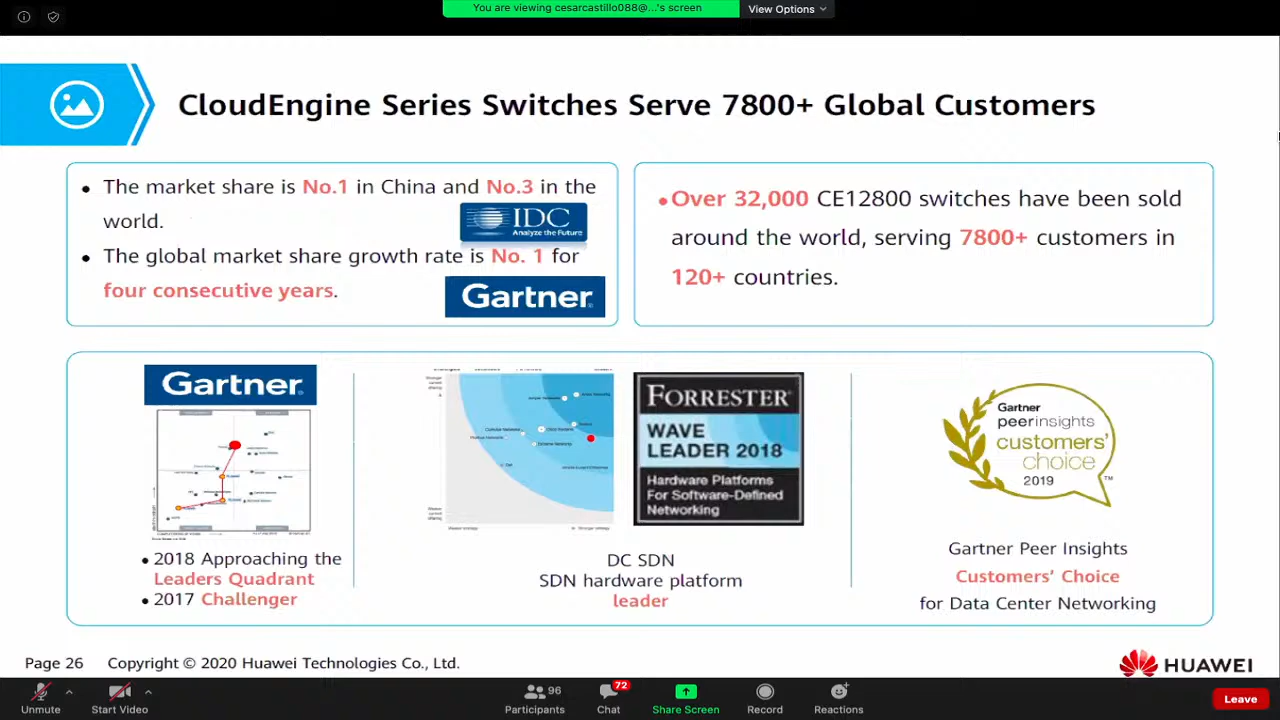 You are viewing cesarcastillo088@...'s screen
View Options
CloudEngine Series Switches Serve 7800+ Global Customers
• The market share is No.1 in China and No.3 in the
world.
IDC
Analyze the Future
• The global market share growth rate is No. 1 for
four consecutive years.
Gartner
• Over 32,000 CE12800 switches have been sold
around the world, serving 7800+ customers in
120+ countries.
Gartner
• 2018 Approaching the
Leaders Quadrant
• 2017 Challenger
FORRESTER
WAVE
LEADER 2018
Hardware Platforms
For Software-Defined
Networking
DC SDN
SDN hardware platform
leader
Gartner
peerinsights
customers'
choice
2019
TM
Gartner Peer Insights
Customers' Choice
for Data Center Networking
Page 26
Copyright © 2020 Huawei Technologies Co., Ltd.
HUAWEI
Unmute
Start Video
96
Participants
72
Chat
Share Screen
Record
Reactions
Leave